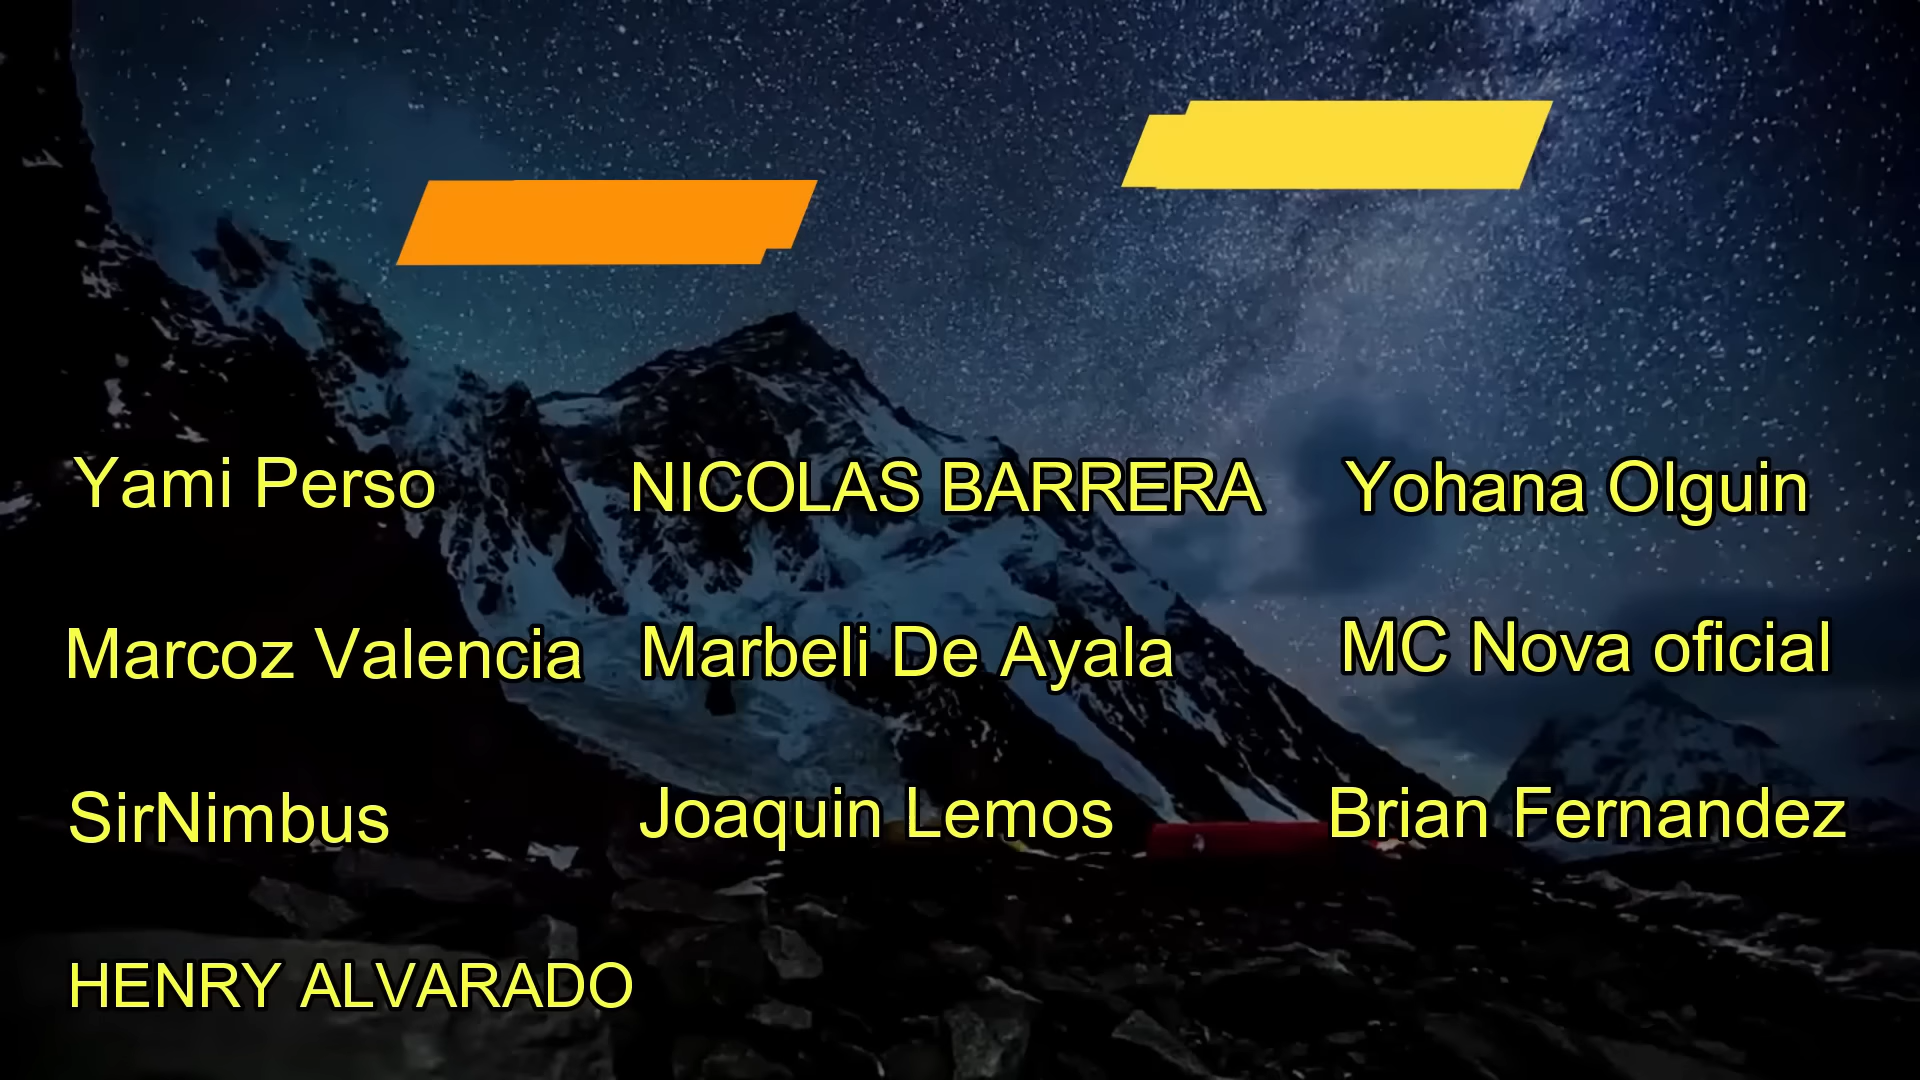 Yami Perso
NICOLAS BARRERA
Yohana Olguin
Marcoz Valencia
Marbeli De Ayala
MC Nova oficial
SirNimbus
Joaquin Lemos
Brian Fernandez
HENRY ALVARADO